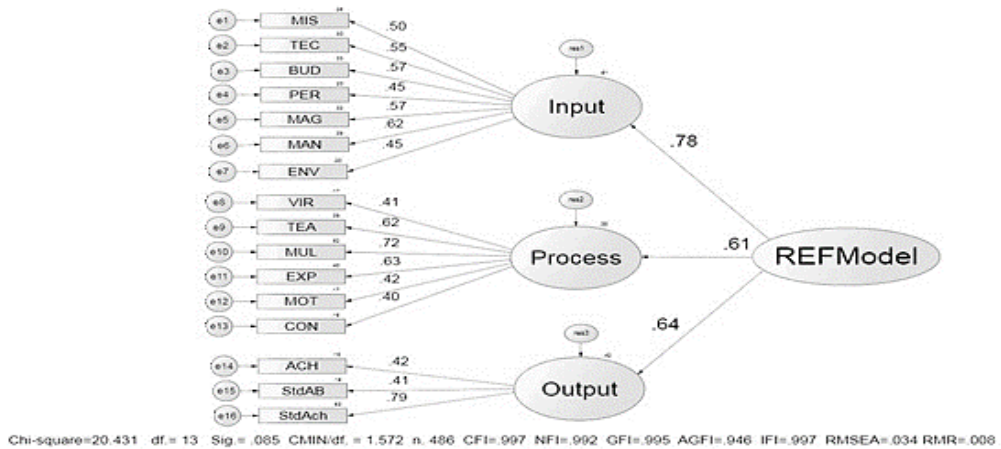 e1 MIS .50
e2 TEC .55
e3 BUD .57
e4 PER .45
e5 MAG .57
e6 MAN .62
e7 ENV .45
res1
Input
.78
e8 VIR .41
e9 TEA .62
e10 MUL .72
e11 EXP .63
e12 MOT .42
e13 CON .40
res2
Process
.61
REFModel
.64
e14 ACH .42
e15 StdAB .41
e16 StdAch .79
res3
Output
Chi-square=20.431 df.= 13 Sig.= .085 CMIN/df. = 1.572 n. 486 CFI=.997 NFI=.992 GFI=.995 AGFI=.946 IFI=.997 RMSEA=.034 RMR=.008